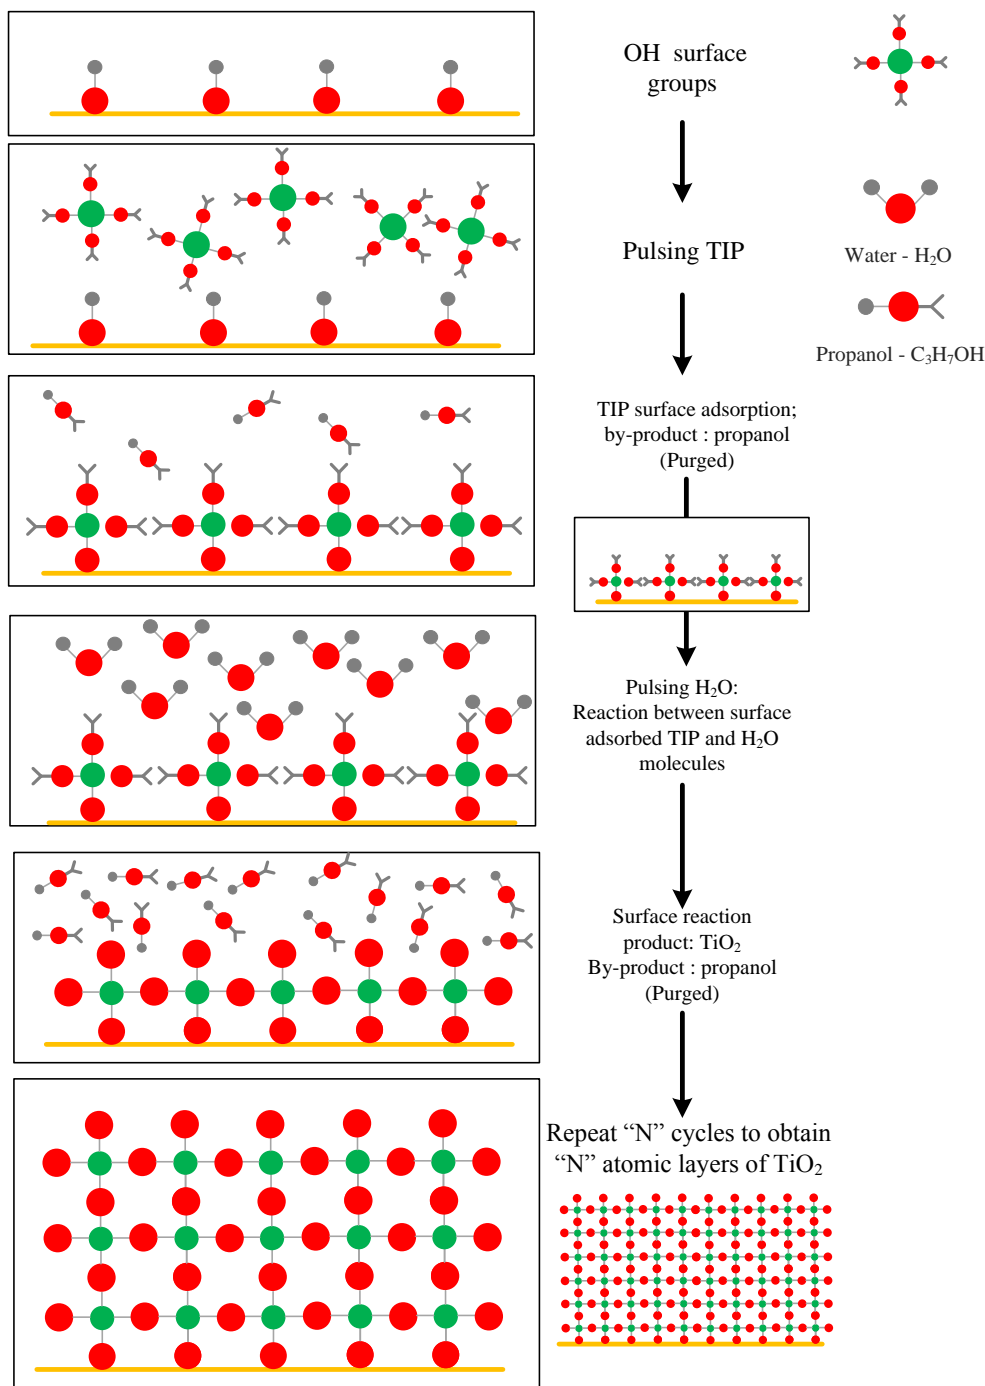 OH surface
groups
Pulsing TIP
Water - H₂O
Propanol - C₃H₇OH
TIP surface adsorption;
by-product : propanol
(Purged)
Pulsing H₂O:
Reaction between surface
adsorbed TIP and H₂O
molecules
Surface reaction
product: TiO₂
By-product : propanol
(Purged)
Repeat “N” cycles to obtain
“N” atomic layers of TiO₂